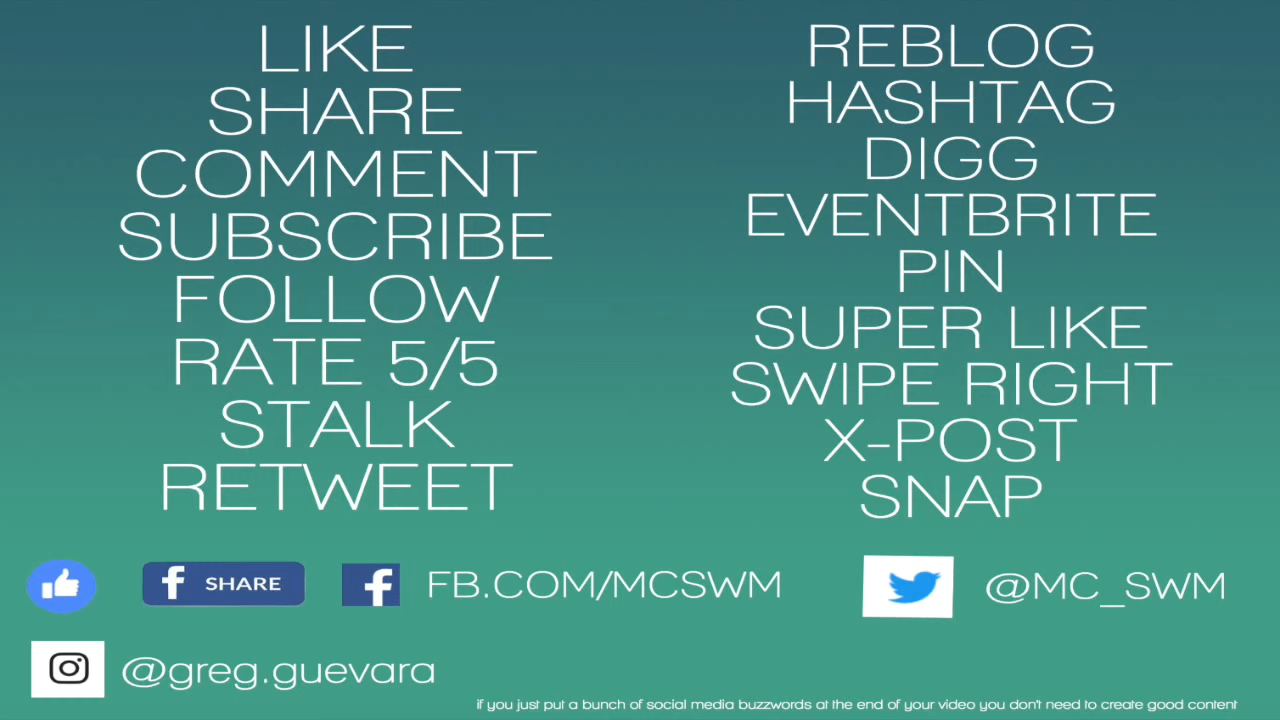 LIKE
SHARE
COMMENT
SUBSCRIBE
FOLLOW
RATE 5/5
STALK
RETWEET
REBLOG
HASHTAG
DIGG
EVENTBRITE
PIN
SUPER LIKE
SWIPE RIGHT
X-POST
SNAP
f SHARE
f FB.COM/MCSWM
@MC_SWM
@greg.guevara
if you just put a bunch of social media buzzwords at the end of your video you don't need to create good content